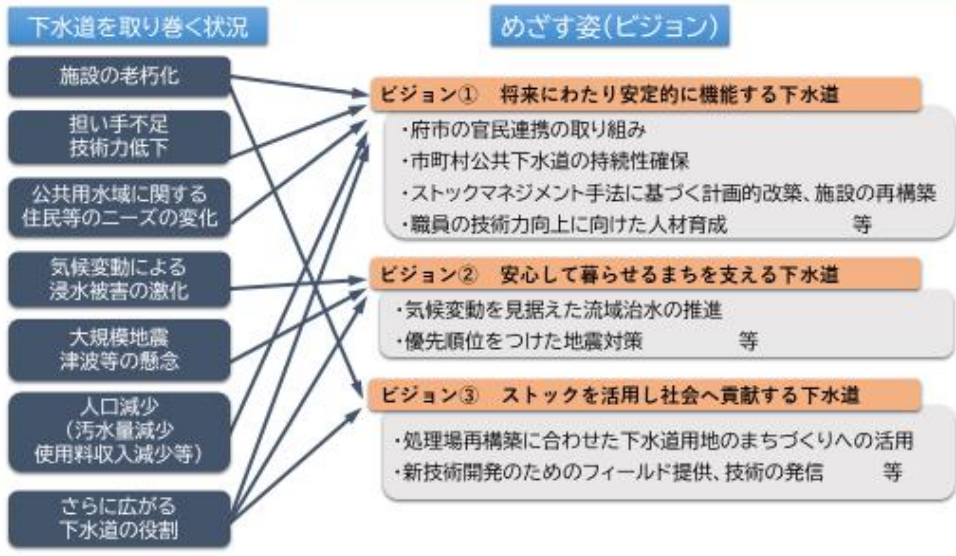 下水道を取り巻く状況
施設の老朽化
担い手不足
技術力低下
公共用水域に関する
住民等のニーズの変化
気候変動による
浸水被害の激化
大規模地震
津波等の懸念
人口減少
(汚水量減少
使用料収入減少等)
さらに広がる
下水道の役割
めざす姿(ビジョン)
ビジョン① 将来にわたり安定的に機能する下水道
・府市の官民連携の取り組み
・市町村公共下水道の持続性確保
・ストックマネジメント手法に基づく計画的改築、施設の再構築
・職員の技術力向上に向けた人材育成 等
ビジョン② 安心して暮らせるまちを支える下水道
・気候変動を見据えた流域治水の推進
・優先順位をつけた地震対策 等
ビジョン③ ストックを活用し社会へ貢献する下水道
・処理場再構築に合わせた下水道用地のまちづくりへの活用
・新技術開発のためのフィールド提供、技術の発信 等